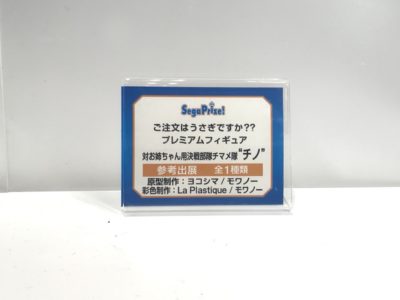 SegaPrize!
ご注文はうさぎですか??
プレミアムフィギュア
対お姉ちゃん用決戦部隊チマメ隊"チノ"
参考出展 全1種類
原型制作:ヨコシマ / モワノー
彩色制作:La Plastique / モワノー